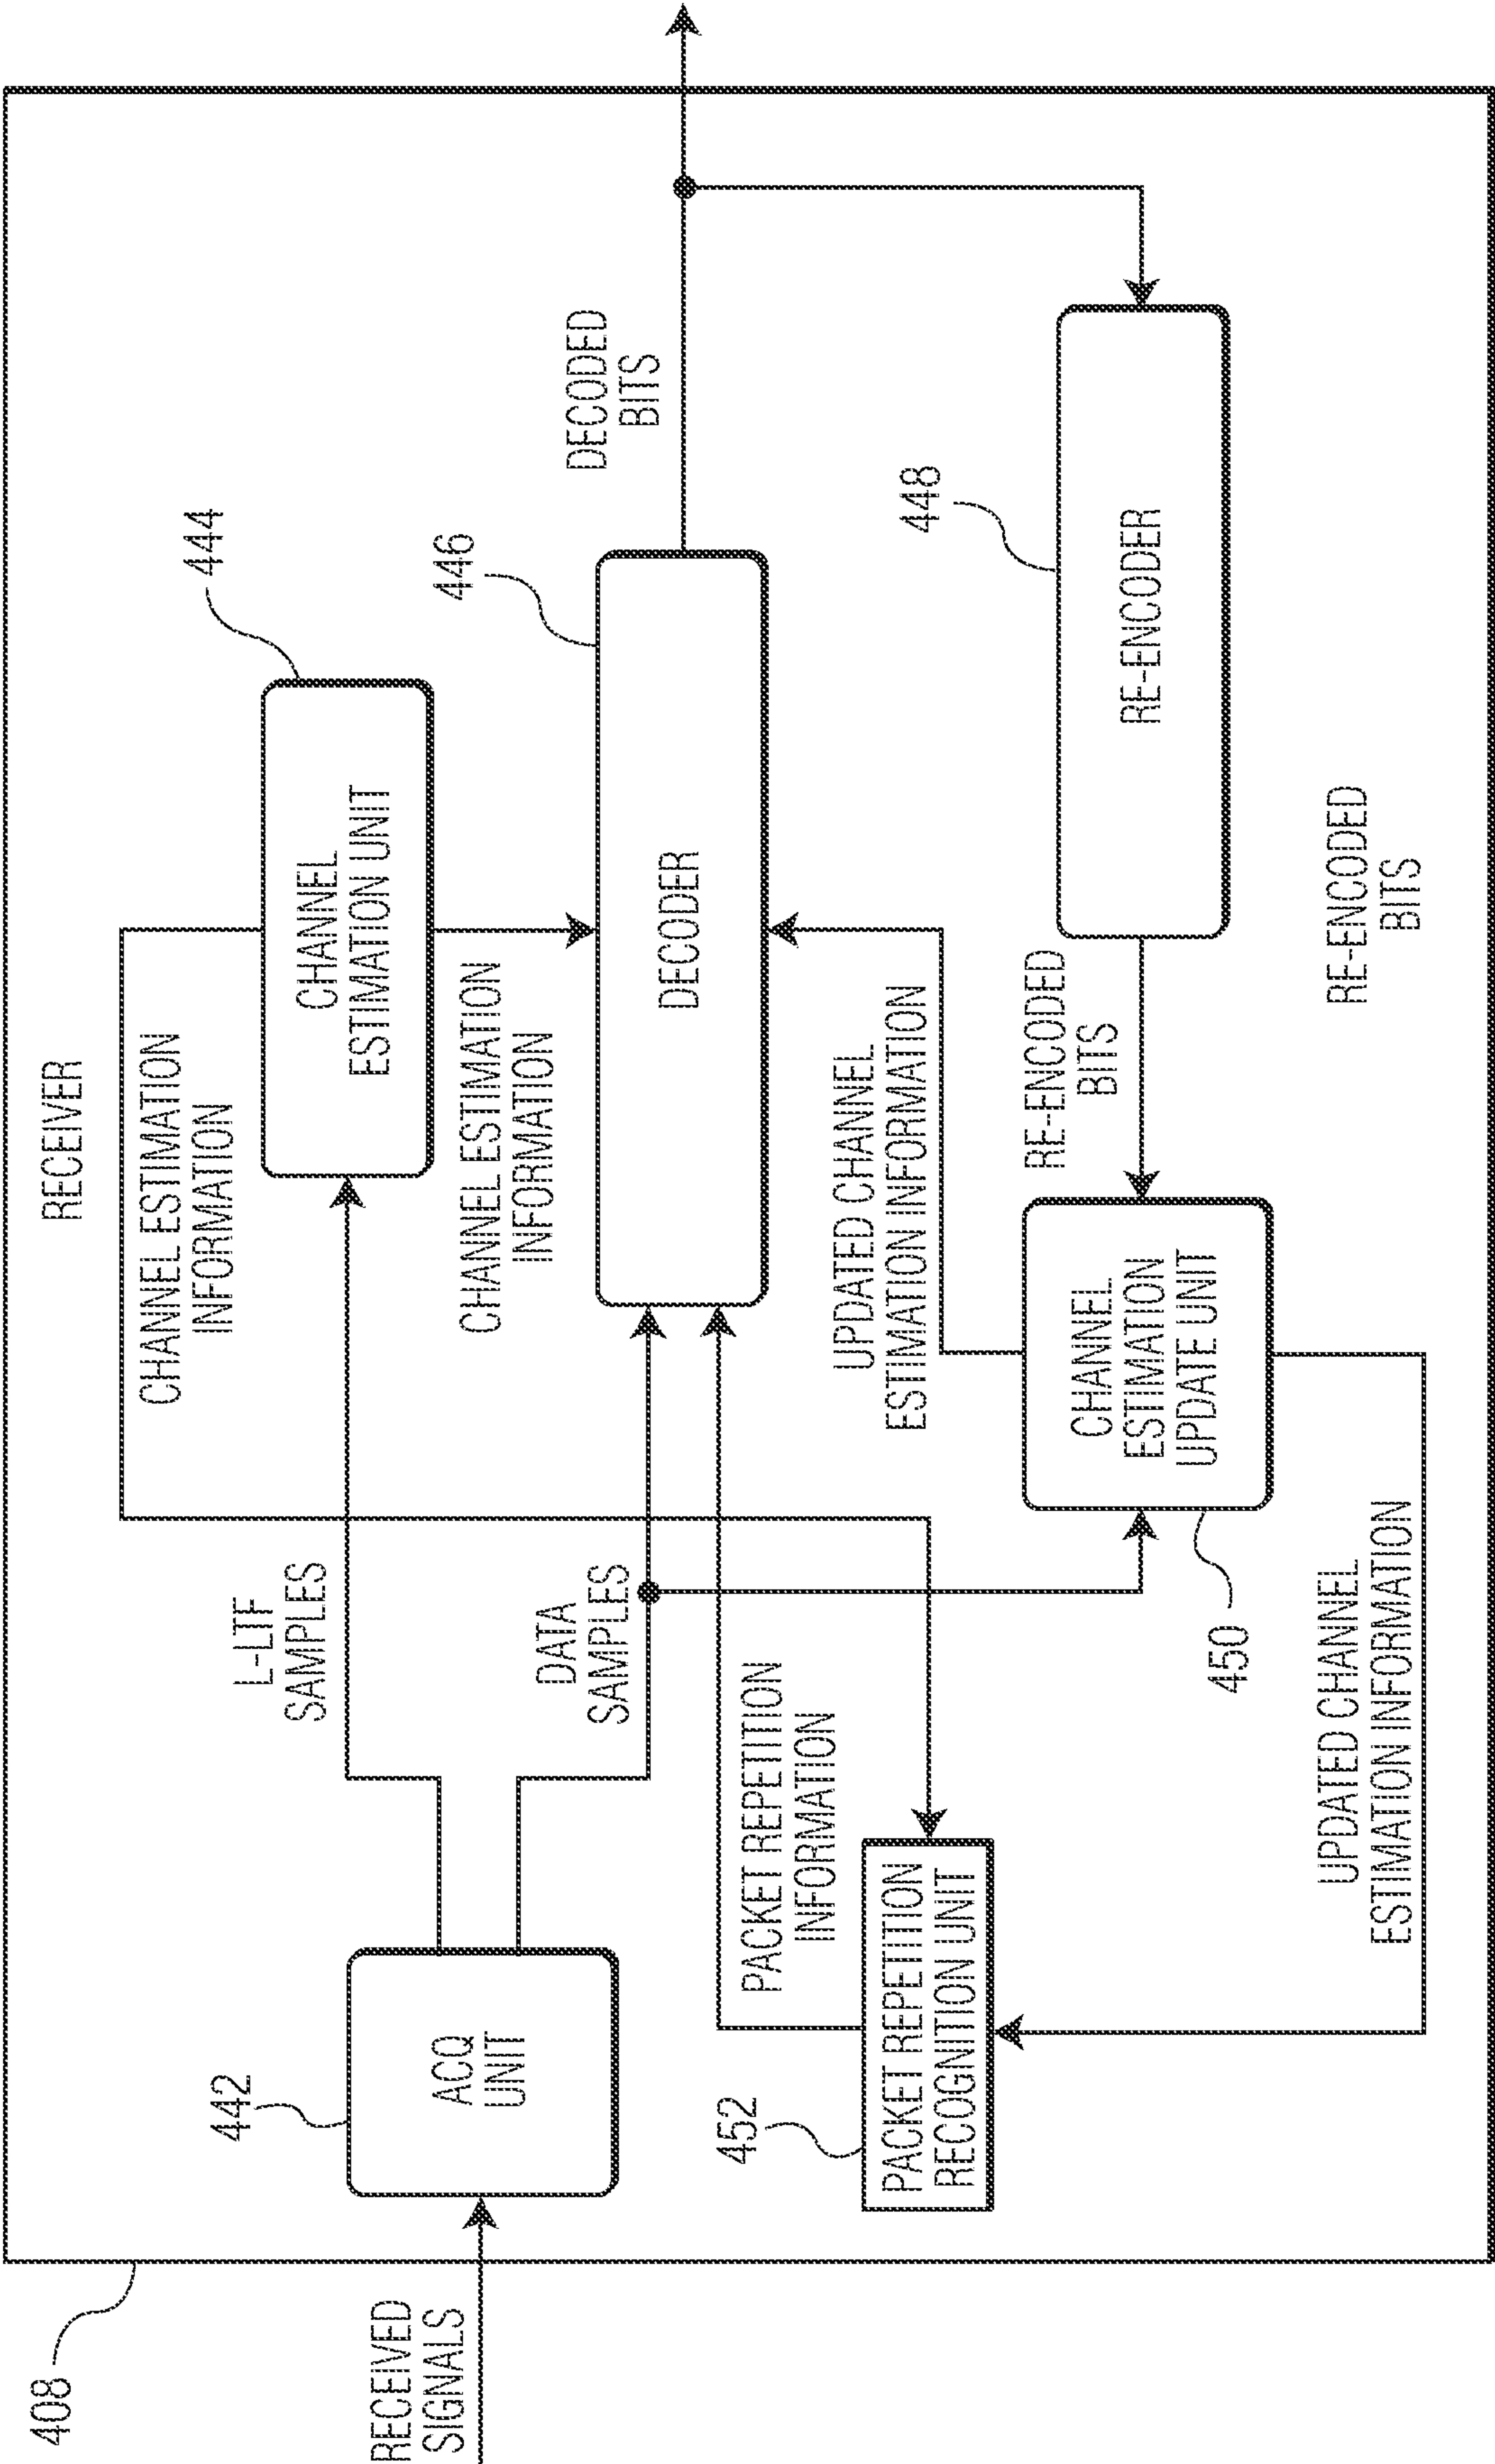 408
RECEIVER
RECEIVED
SIGNALS
442
ACQ
UNIT
L-LTF
SAMPLES
DATA
SAMPLES
CHANNEL ESTIMATION
INFORMATION
444
CHANNEL
ESTIMATION UNIT
CHANNEL ESTIMATION
INFORMATION
446
DECODER
DECODED
BITS
452
PACKET REPETITION
RECOGNITION UNIT
PACKET REPETITION
INFORMATION
UPDATED CHANNEL
ESTIMATION INFORMATION
450
CHANNEL
ESTIMATION
UPDATE UNIT
RE-ENCODED
BITS
448
RE-ENCODER
UPDATED CHANNEL
ESTIMATION INFORMATION
RE-ENCODED
BITS